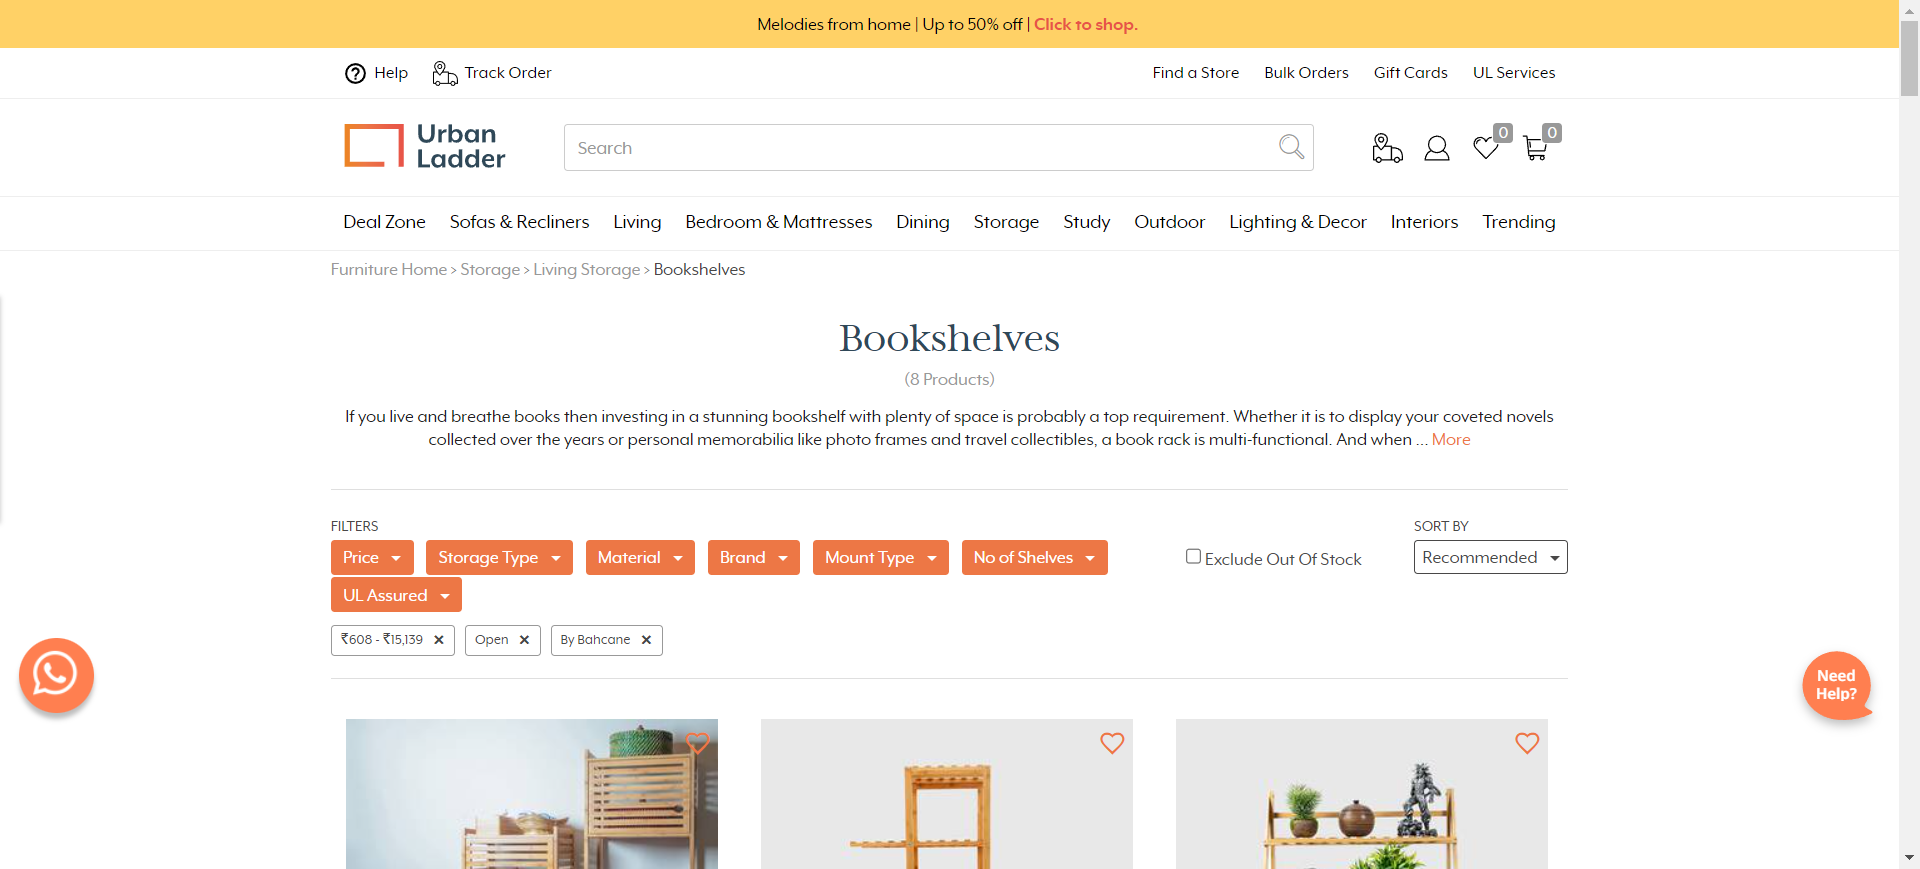 Melodies from home | Up to 50% off | Click to shop.
Help Track Order Find a Store Bulk Orders Gift Cards UL Services
Urban
Ladder
Search
0 0
Deal Zone Sofas & Recliners Living Bedroom & Mattresses Dining Storage Study Outdoor Lighting & Decor Interiors Trending
Furniture Home > Storage > Living Storage > Bookshelves
Bookshelves
(8 Products)
If you live and breathe books then investing in a stunning bookshelf with plenty of space is probably a top requirement. Whether it is to display your coveted novels
collected over the years or personal memorabilia like photo frames and travel collectibles, a book rack is multi-functional. And when ... More
FILTERS SORT BY
Price Storage Type Material Brand Mount Type No of Shelves Exclude Out Of Stock Recommended
UL Assured
₹608 - ₹15,139 Open By Bahcane
Need
Help?